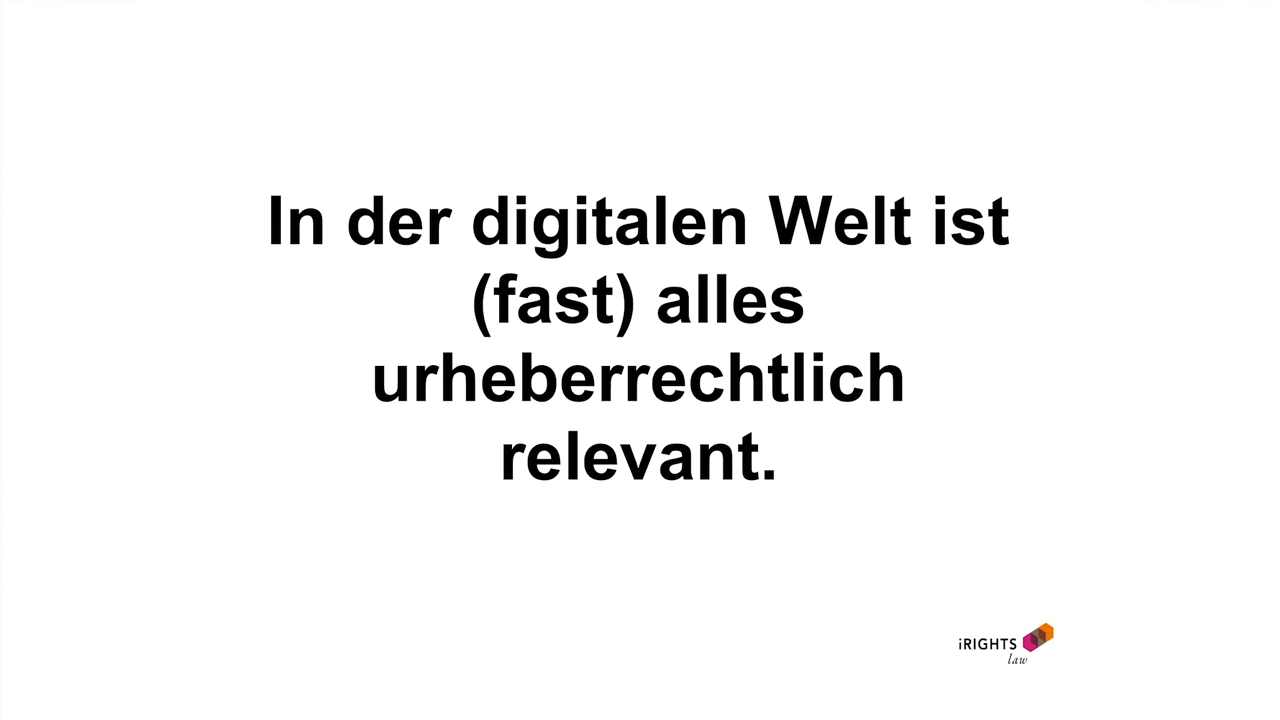 In der digitalen Welt ist
(fast) alles
urheberrechtlich
relevant.
iRIGHTS
law